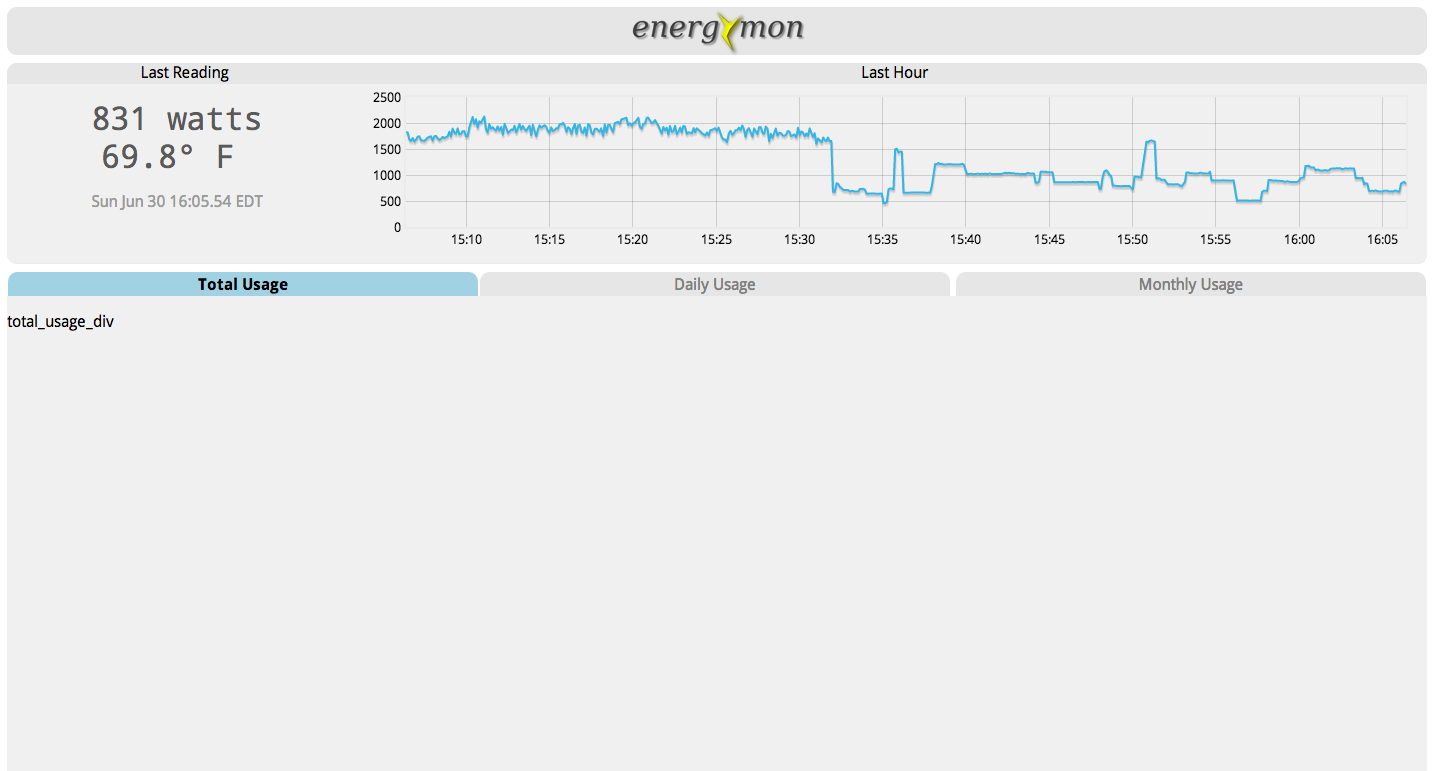 energymon
Last Reading
Last Hour
831 watts
69.8° F
Sun Jun 30 16:05.54 EDT
2500
2000
1500
1000
500
0
15:10 15:15 15:20 15:25 15:30 15:35 15:40 15:45 15:50 15:55 16:00 16:05
Total Usage Daily Usage Monthly Usage
total_usage_div